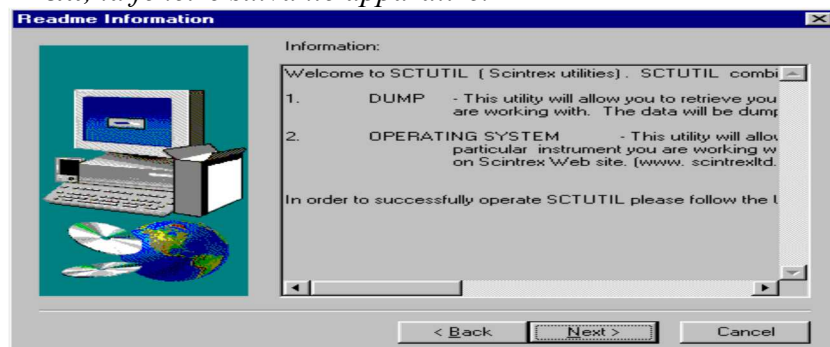 Readme Information
Information:
Welcome to SCTUTIL ( Scintrex utilities) . SCTUTIL combi
1. DUMP - This utility will allow you to retrieve you
are working with. The data will be dump
2. OPERATING SYSTEM - This utility will allow
particular instrument you are working w
on Scintrex Web site. (www. scintrexltd.
In order to successfully operate SCTUTIL please follow the
< Back
Next >
Cancel